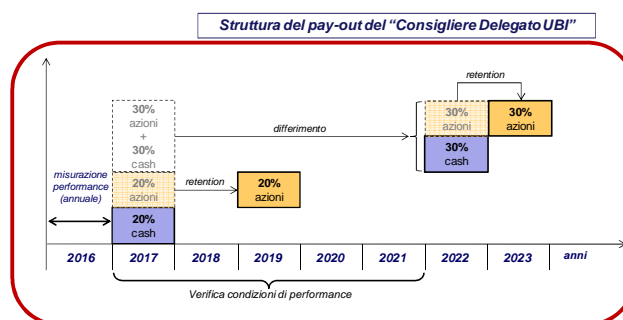 Struttura del pay-out del “Consigliere Delegato UBI”
retention
30%
azioni
+
30%
cash
differimento
30%
azioni
30%
azioni
30%
cash
misurazione
performance
(annuale)
20%
azioni
retention
20%
azioni
20%
cash
2016 2017 2018 2019 2020 2021 2022 2023 anni
Verifica condizioni di performance